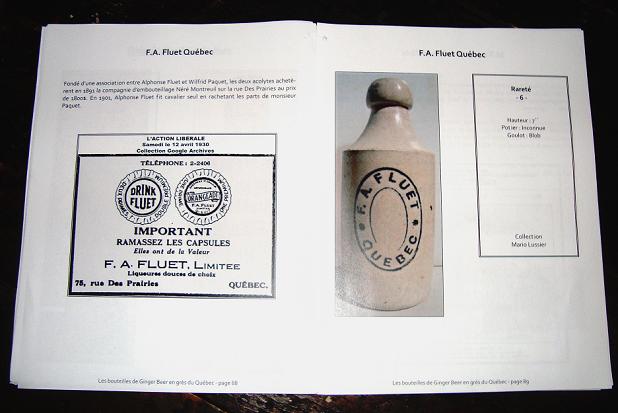 F.A. Fluet Québec
Fondé d'une association entre Alphonse Fluet et Wilfrid Paquet, les deux acolytes achetè-
rent en 1891 la compagnie d'embouteillage Néré Montreuil sur la rue Des Prairies au prix
de 1800$. En 1901, Alphonse Fluet fit cavalier seul en rachetant les parts de monsieur
Paquet.
L'ACTION LIBÉRALE
Samedi le 12 avril 1930
Collection Google Archives
TÉLÉPHONE: 2-2406
DRINK
FLUET
ORANGEADE
F.A. FLUET
IMPORTANT
RAMASSEZ LES CAPSULES
Elles ont de la Valeur
F. A. FLUET, LIMITEE
Liqueures douces de choix
75, rue Des Prairies QUÉBEC,
Les bouteilles de Ginger Beer en grès du Québec - page 88
F.A. Fluet Québec
F.A. FLUET
QUEBEC
Rareté
- 6 -
Hauteur : 7''
Potier : Inconnue
Goulot : Blob
Collection
Mario Lussier
Les bouteilles de Ginger Beer en grès du Québec - page 89